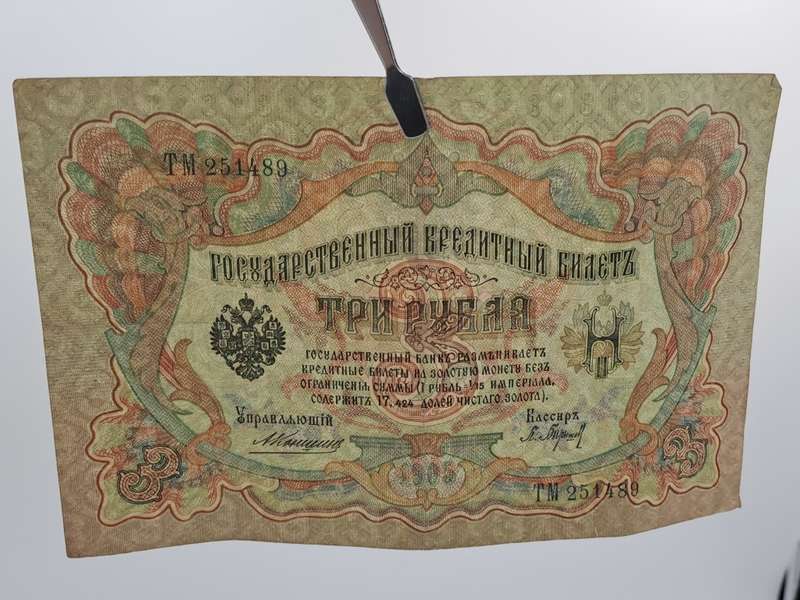 ТМ 251489
ГОСУДАРСТВЕННЫЙ КРЕДИТНЫЙ БИЛЕТЪ
ТРИ РУБЛЯ
ГОСУДАРСТВЕННЫЙ БАНКЪ РАЗМѢНИВАЕТЪ
КРЕДИТНЫЕ БИЛЕТЫ НА ЗОЛОТУЮ МОНЕТУ БЕЗЪ
ОГРАНИЧЕНІЯ СУММЫ (1 РУБЛЬ = 1/15 ИМПЕРІАЛА,
СОДЕРЖИТЪ 17,424 ДОЛЕЙ ЧИСТАГО ЗОЛОТА).
Управляющій Кассиръ
3 1905 3
ТМ 251489